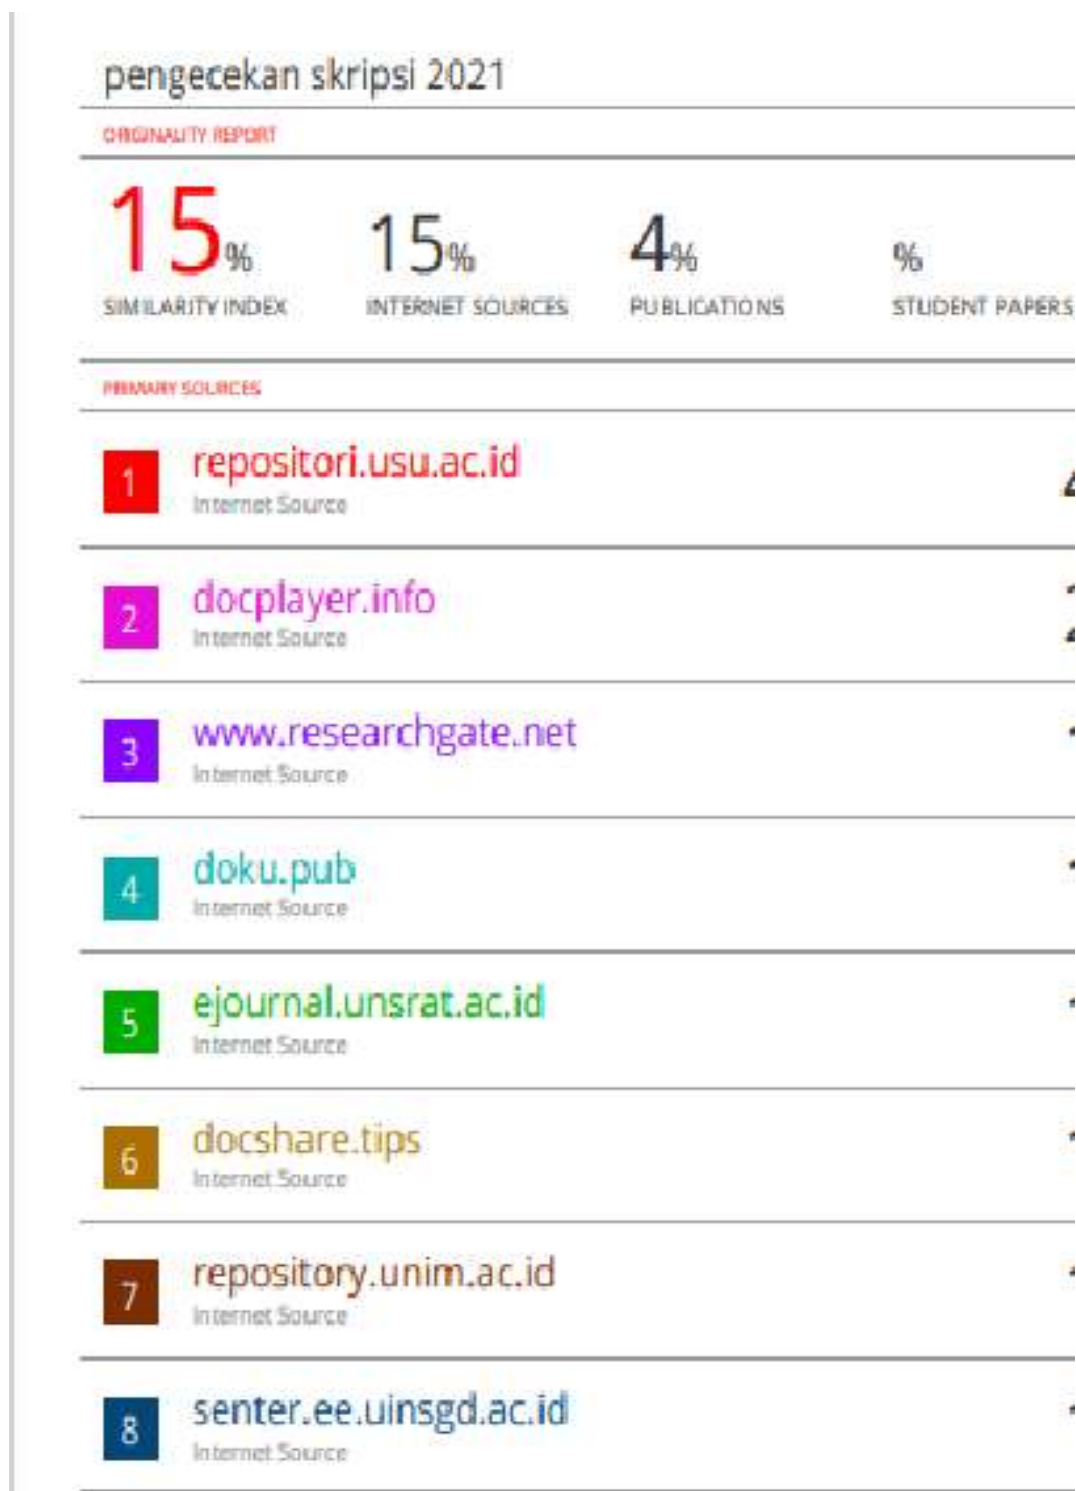 pengecekan skripsi 2021
ORIGINALITY REPORT
15% 15% 4% %
SIMILARITY INDEX INTERNET SOURCES PUBLICATIONS STUDENT PAPERS
PRIMARY SOURCES
1 repositori.usu.ac.id
Internet Source
2 docplayer.info
Internet Source
3 www.researchgate.net
Internet Source
4 doku.pub
Internet Source
5 ejournal.unsrat.ac.id
Internet Source
6 docshare.tips
Internet Source
7 repository.unim.ac.id
Internet Source
8 senter.ee.uinsgd.ac.id
Internet Source